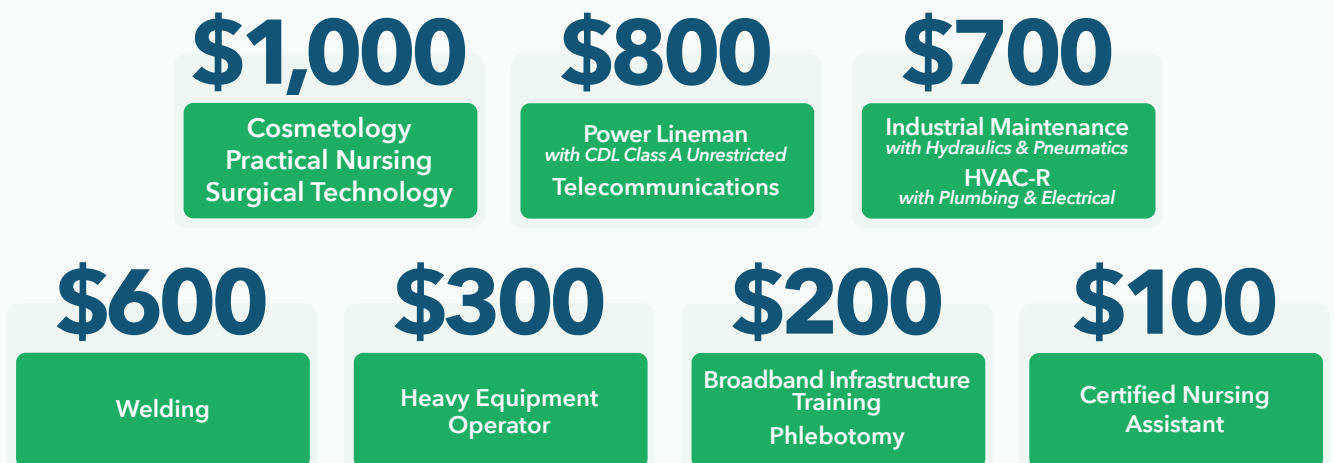 $1,000
Cosmetology
Practical Nursing
Surgical Technology
$800
Power Lineman
with CDL Class A Unrestricted
Telecommunications
$700
Industrial Maintenance
with Hydraulics & Pneumatics
HVAC-R
with Plumbing & Electrical
$600
Welding
$300
Heavy Equipment
Operator
$200
Broadband Infrastructure
Training
Phlebotomy
$100
Certified Nursing
Assistant